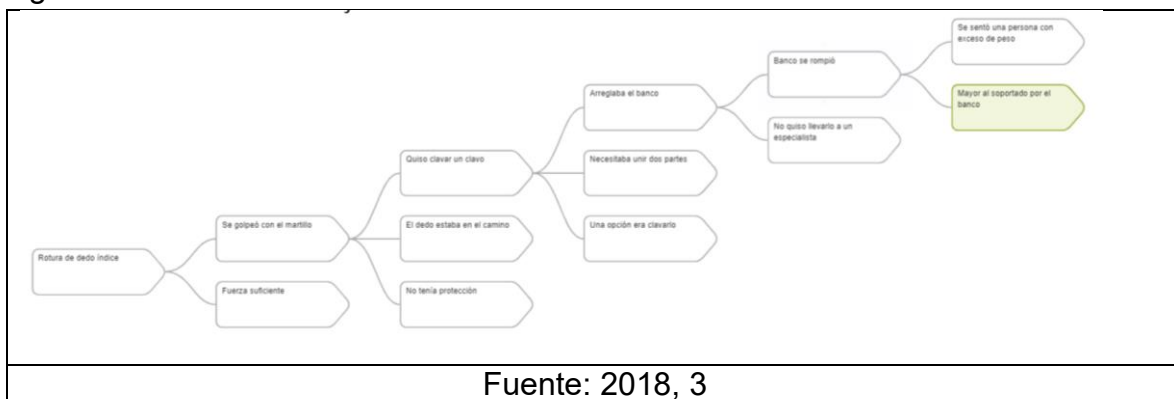 Se sentó una persona con
exceso de peso
Banco se rompió
Mayor al soportado por el
banco
Arreglaba el banco
No quiso llevarlo a un
especialista
Quiso clavar un clavo
Necesitaba unir dos partes
Se golpeó con el martillo
El dedo estaba en el camino
Una opción era clavarlo
Rotura de dedo índice
Fuerza suficiente
No tenía protección
Fuente: 2018, 3